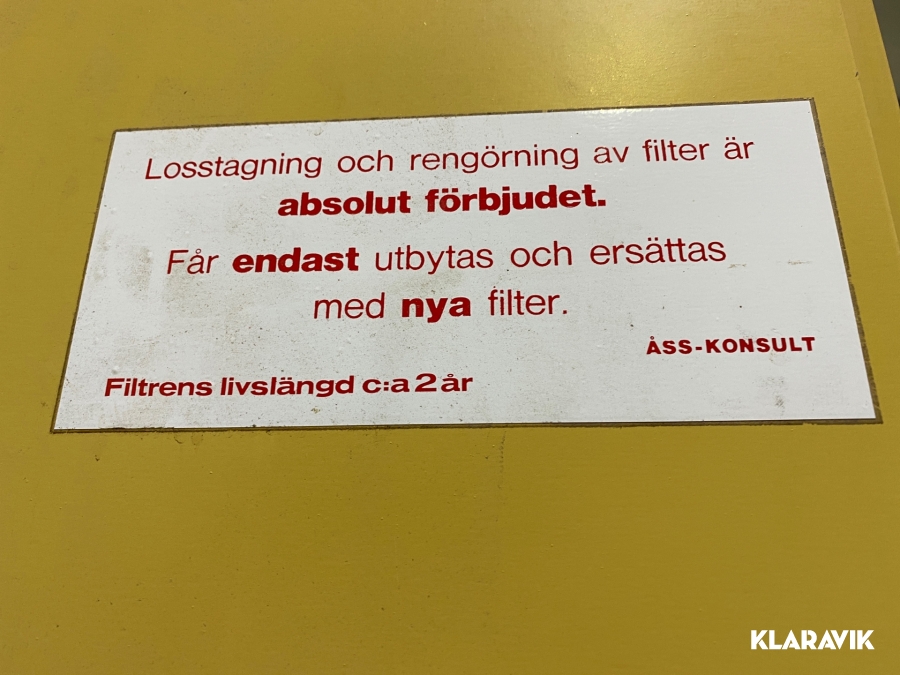 Losstagning och rengörning av filter är
absolut förbjudet.
Får endast utbytas och ersättas
med nya filter.
ÅSS-KONSULT
Filtrens livslängd c:a 2 år
KLARAVIK